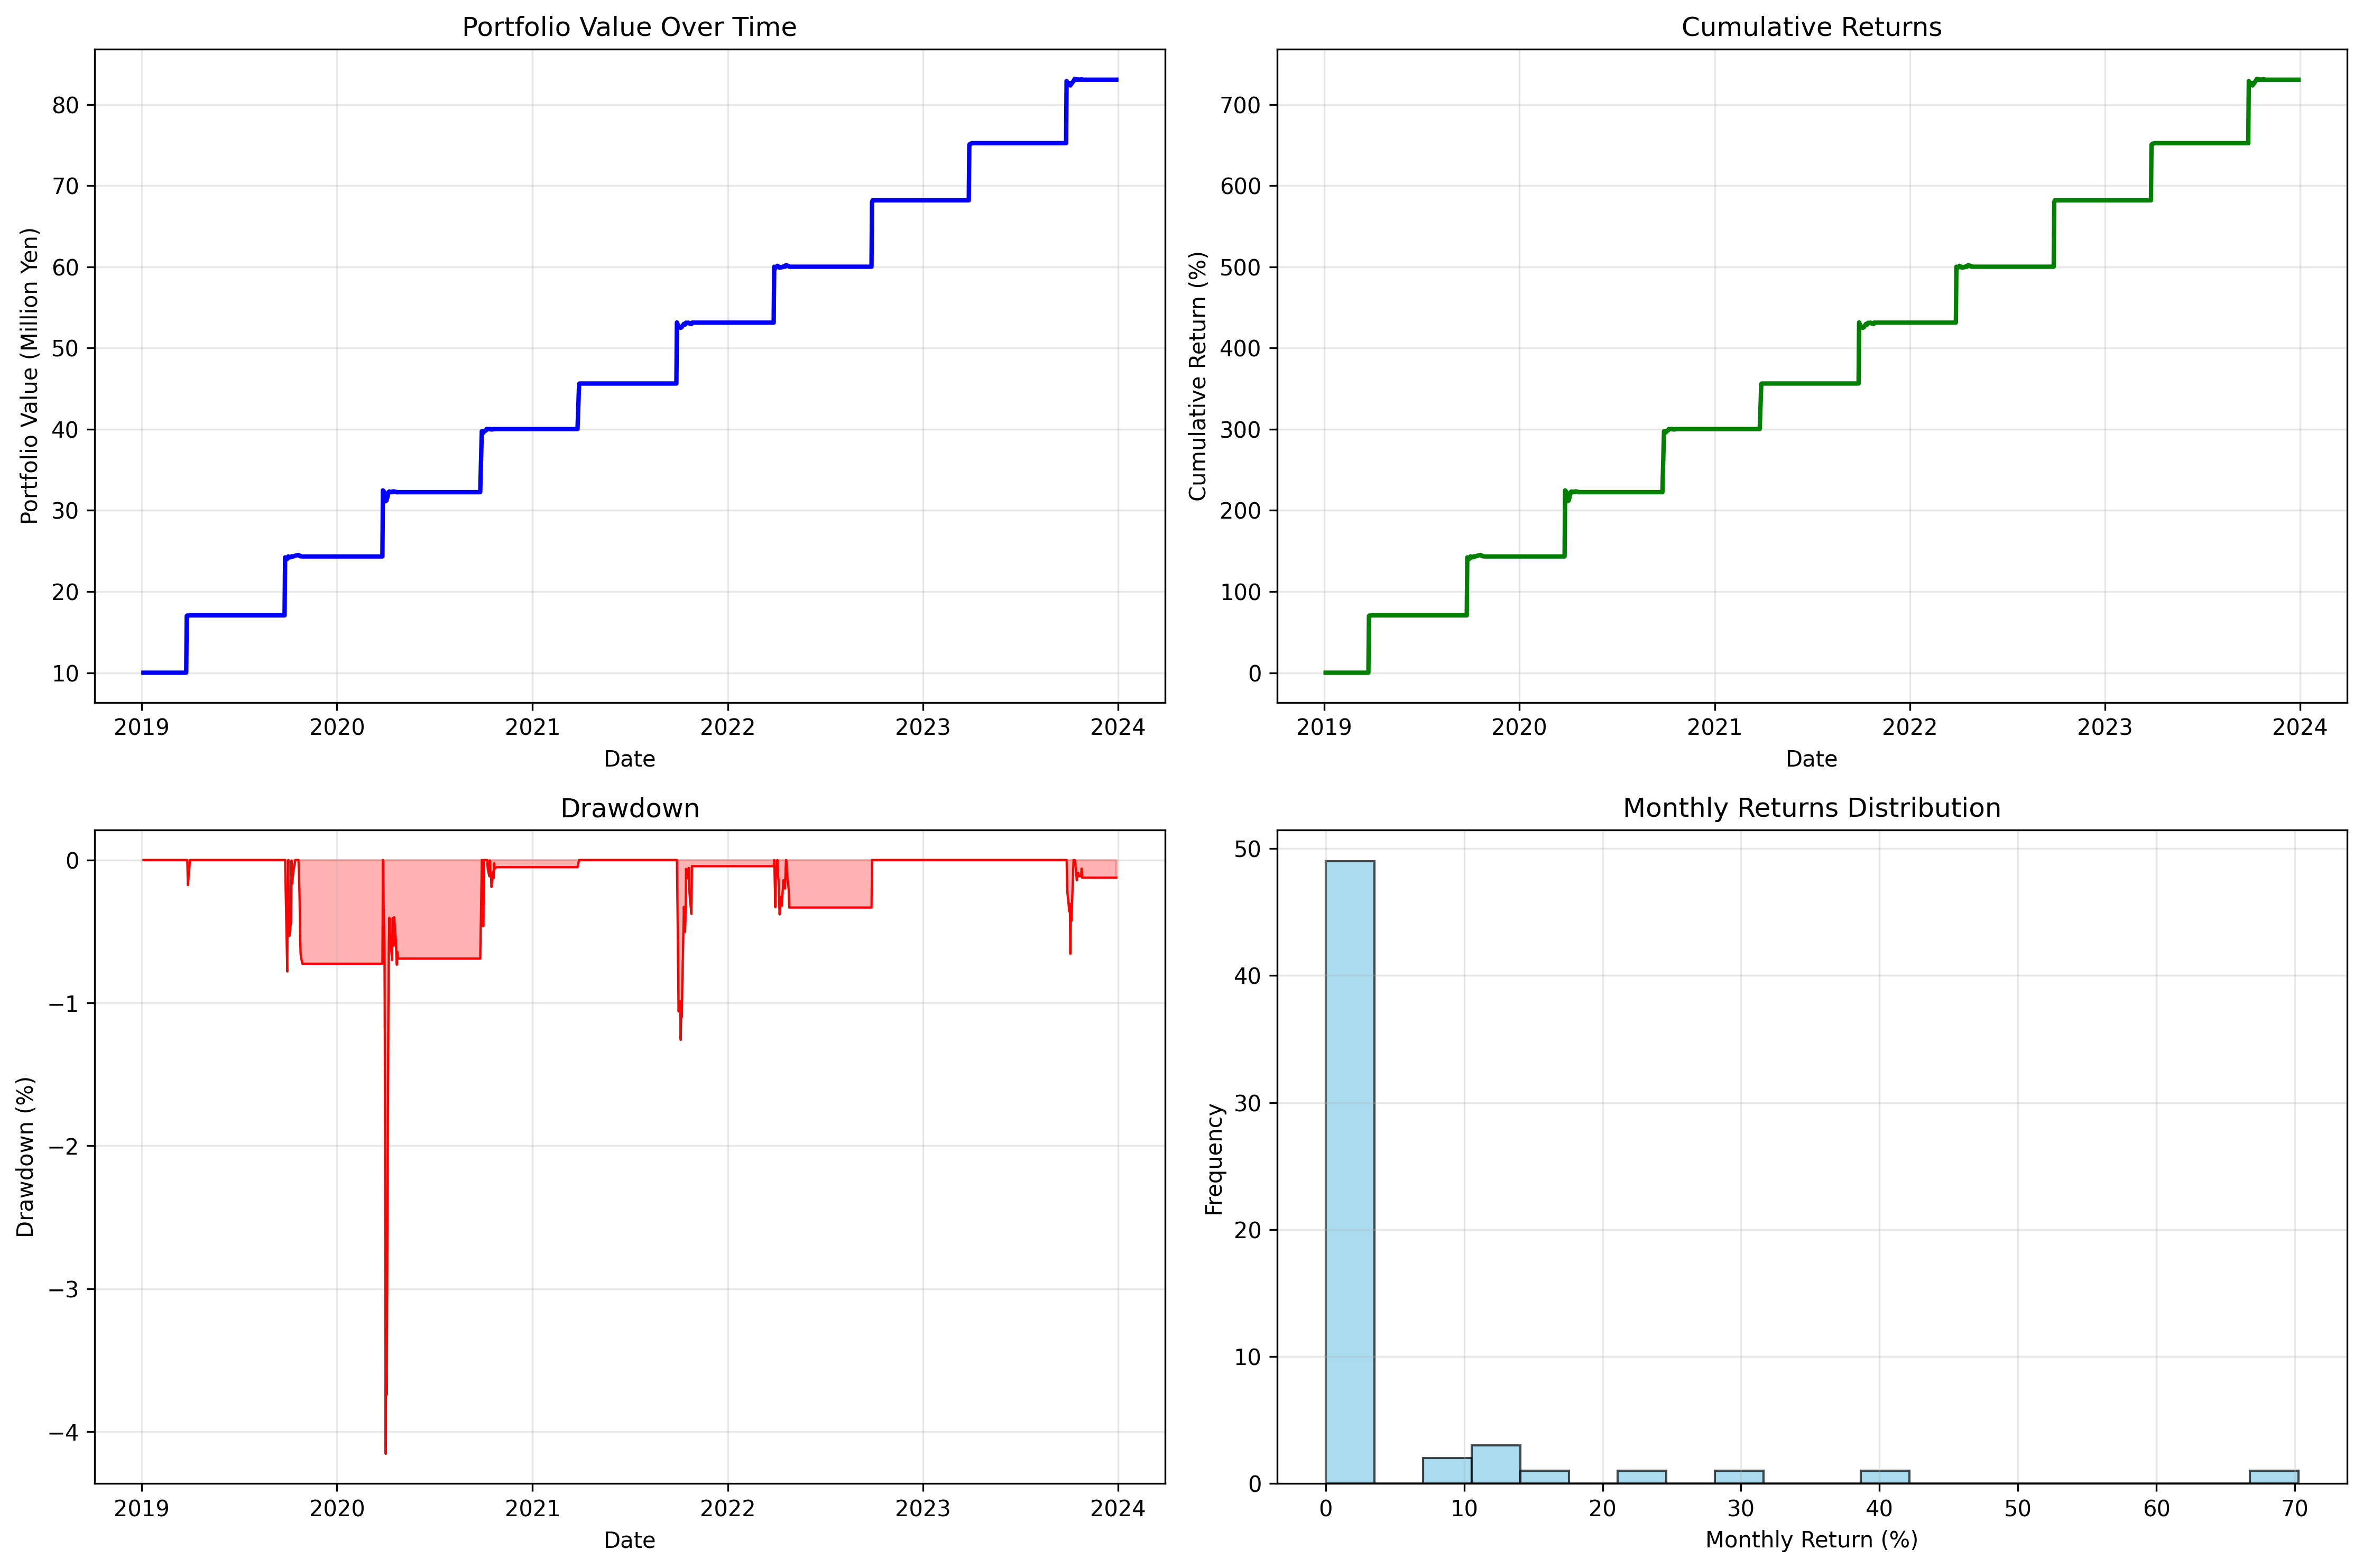 Portfolio Value Over Time
Portfolio Value (Million Yen)
80
70
60
50
40
30
20
10
2019 2020 2021 2022 2023 2024
Date
Cumulative Returns
Cumulative Return (%)
700
600
500
400
300
200
100
0
2019 2020 2021 2022 2023 2024
Date
Drawdown
Drawdown (%)
0
−1
−2
−3
−4
2019 2020 2021 2022 2023 2024
Date
Monthly Returns Distribution
Frequency
50
40
30
20
10
0
0 10 20 30 40 50 60 70
Monthly Return (%)